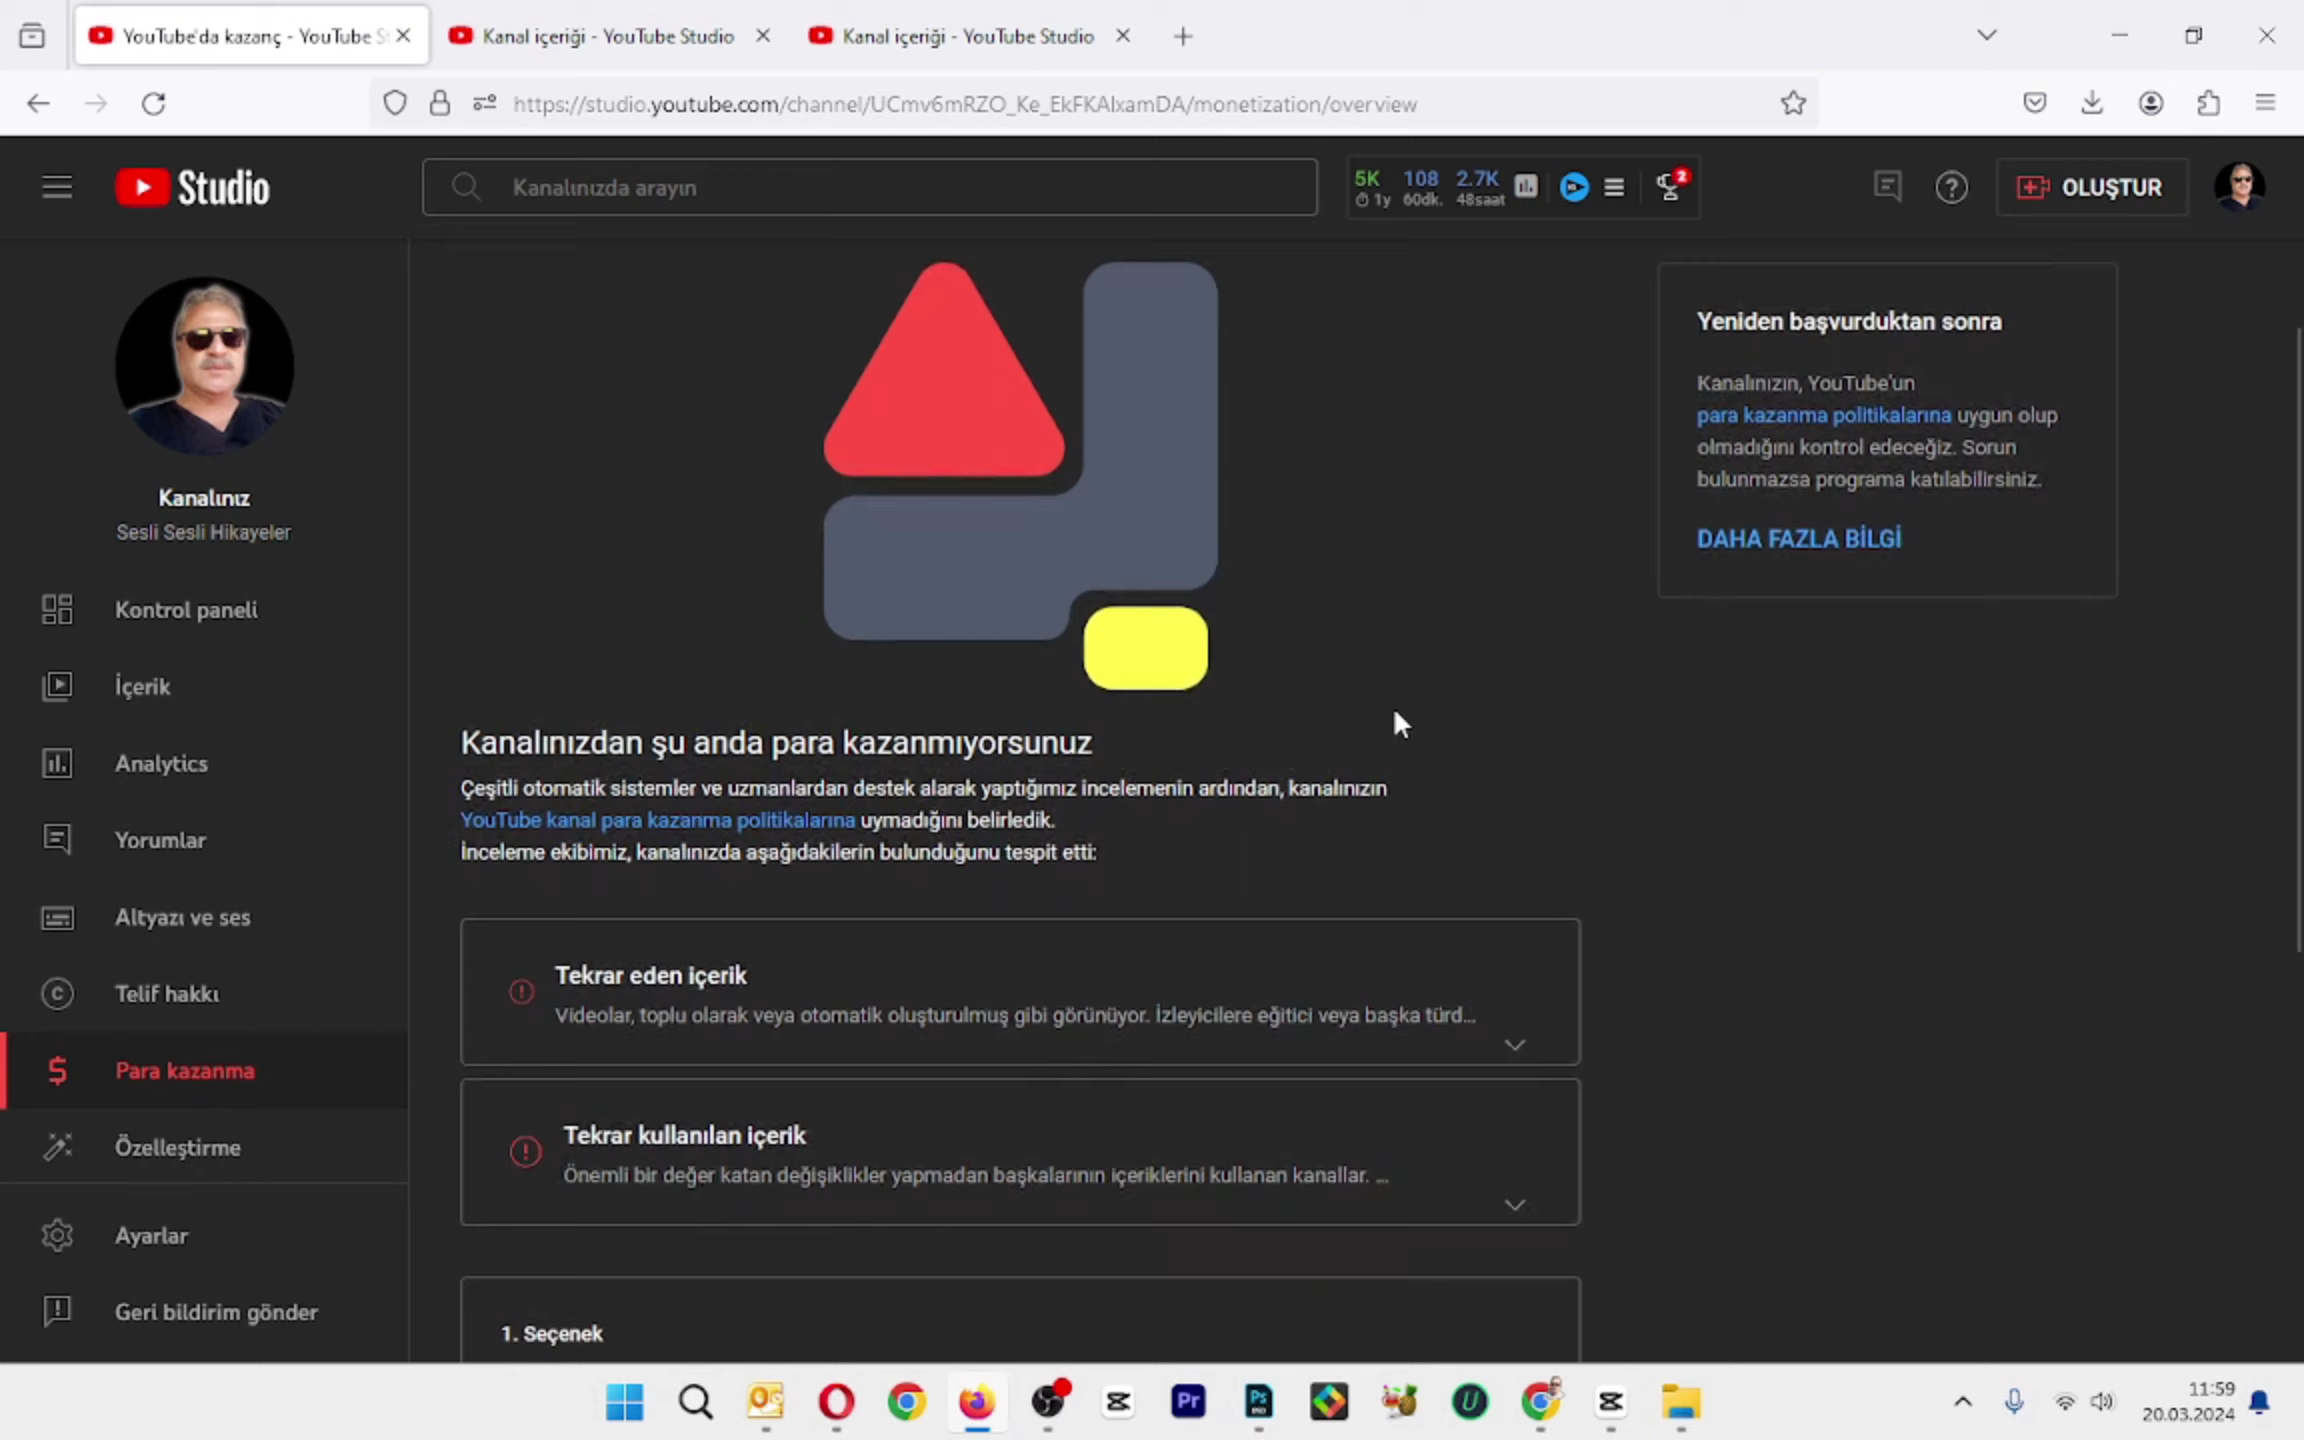 YouTube'da kazanç - YouTube S
Kanal içeriği - YouTube Studio
Kanal içeriği - YouTube Studio
https://studio.youtube.com/channel/UCmv6mRZO_Ke_EkFKAlxamDA/monetization/overview
Studio
Kanalınızda arayın
5K 108 2.7K
1y 60dk. 48saat
2
OLUŞTUR
Kanalınız
Sesli Sesli Hikayeler
Kontrol paneli
İçerik
Analytics
Yorumlar
Altyazı ve ses
Telif hakkı
Para kazanma
Özelleştirme
Ayarlar
Geri bildirim gönder
Kanalınızdan şu anda para kazanmıyorsunuz
Çeşitli otomatik sistemler ve uzmanlardan destek alarak yaptığımız incelemenin ardından, kanalınızın
YouTube kanal para kazanma politikalarına uymadığını belirledik.
İnceleme ekibimiz, kanalınızda aşağıdakilerin bulunduğunu tespit etti:
Tekrar eden içerik
Videolar, toplu olarak veya otomatik oluşturulmuş gibi görünüyor. İzleyicilere eğitici veya başka türd...
Tekrar kullanılan içerik
Önemli bir değer katan değişiklikler yapmadan başkalarının içeriklerini kullanan kanallar. ...
1. Seçenek
Yeniden başvurduktan sonra
Kanalınızın, YouTube'un
para kazanma politikalarına uygun olup
olmadığını kontrol edeceğiz. Sorun
bulunmazsa programa katılabilirsiniz.
DAHA FAZLA BİLGİ
Pr
Ps
11:59
20.03.2024